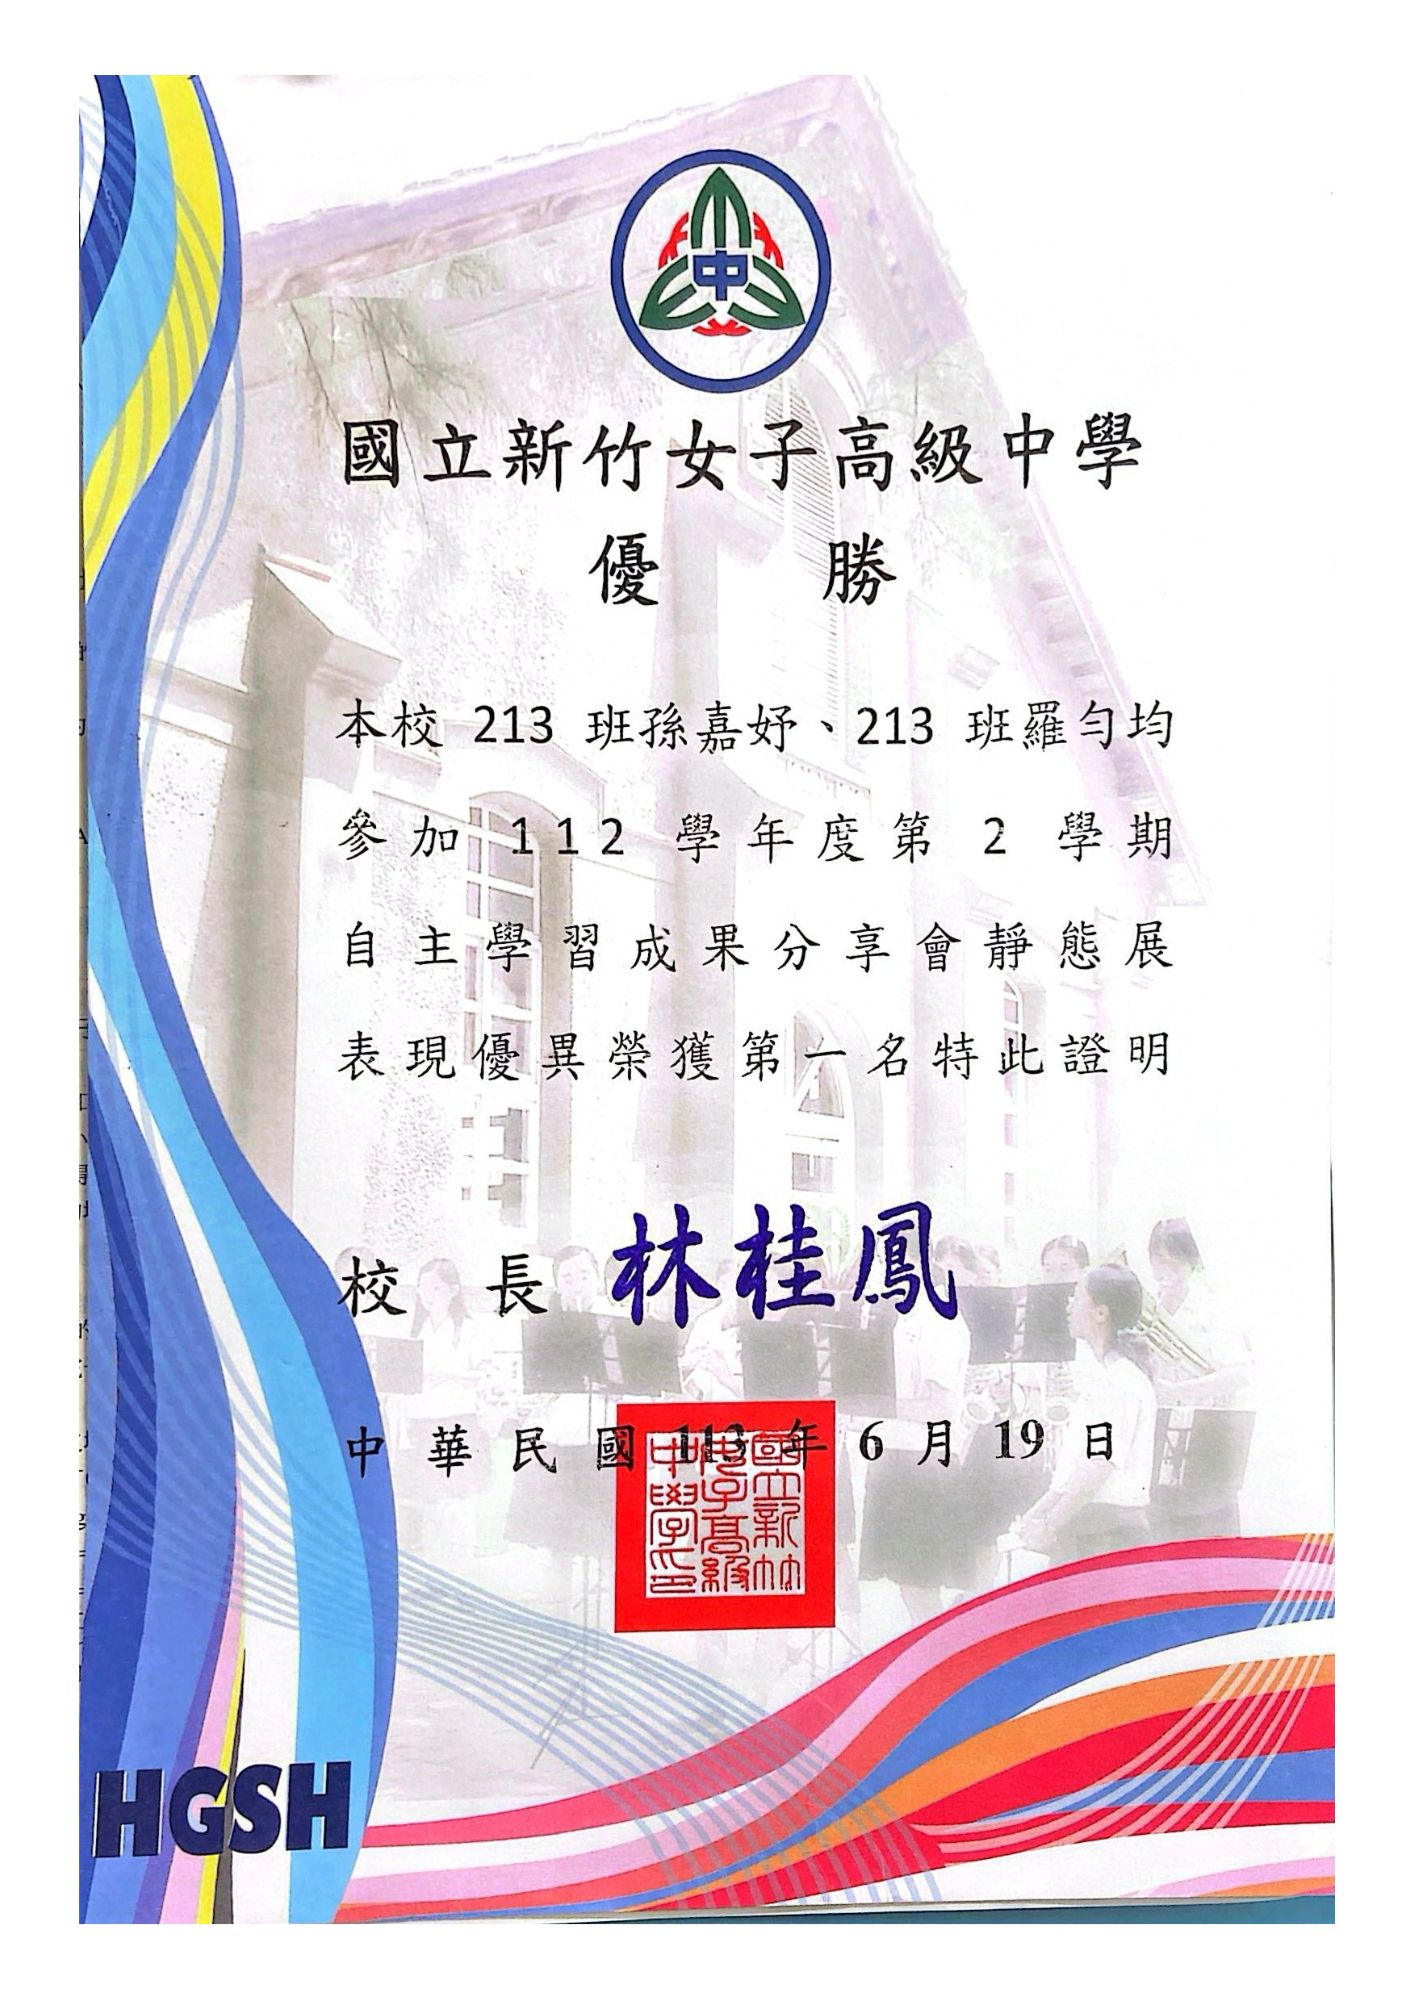 中
國立新竹女子高級中學
優 勝
本校 213 班孫嘉妤、213 班羅勻均
參加 112 學年度第 2 學期
自主學習成果分享會靜態展
表現優異榮獲第一名特此證明
校 長 林桂鳳
中華民國 113 年 6 月 19 日
國立新竹
女子高級
中學印
HGSH